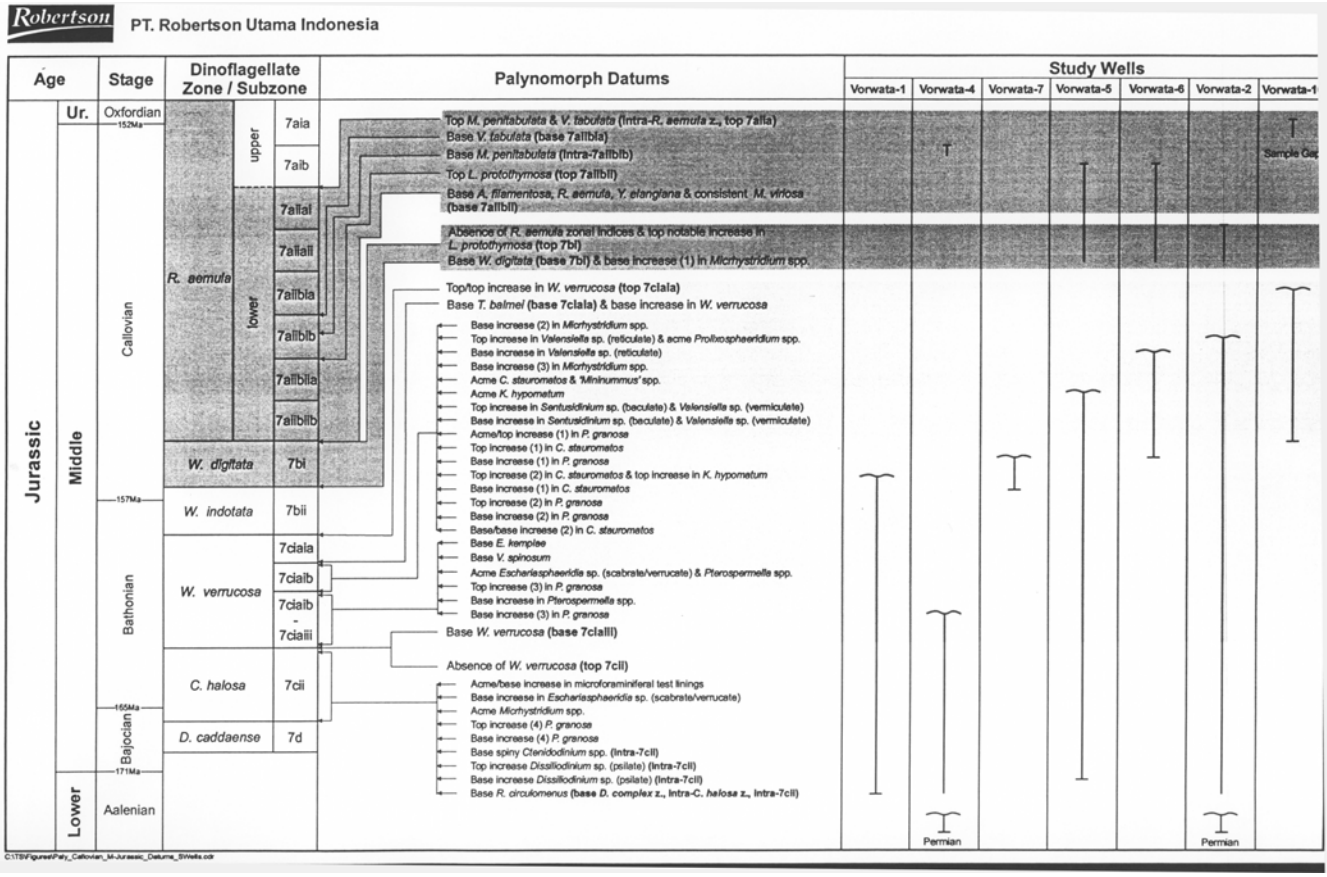 Robertson
PT. Robertson Utama Indonesia
Age
Stage
Dinoflagellate
Zone / Subzone
Palynomorph Datums
Study Wells
Vorwata-1
Vorwata-4
Vorwata-7
Vorwata-5
Vorwata-6
Vorwata-2
Ur.
Oxfordian
152Ma
upper
7aia
7aib
Top M. penitabulata & V. tabulata (intra-R. aemula z., top 7aiia)
Base V. tabulata (base 7aiibia)
Base M. penitabulata (intra-7aiibib)
Top L. protothymosa (top 7aiibii)
Base A. filamentosa, R. aemula, Y. elangiana & consistent M. viriosa
(base 7aiibii)
Sample Gap
R. aemula
lower
7aiiai
7aiiaii
7aiibia
7aiibib
7aiibiia
7aiibiib
Absence of R. aemula zonal indices & top notable increase in
L. protothymosa (top 7bi)
Base W. digitata (base 7bi) & base increase (1) in Micrhystridium spp.
Top/top increase in W. verrucosa (top 7ciaia)
Base T. balmei (base 7ciaia) & base increase in W. verrucosa
Callovian
Jurassic
Middle
Base increase (2) in Micrhystridium spp.
Top increase in Valensiella sp. (reticulate) & acme Prolixosphaeridium spp.
Base increase in Valensiella sp. (reticulate)
Base increase (3) in Micrhystridium spp.
Acme C. stauromatos & 'Mininummus' spp.
Acme K. hypornatum
Top increase in Sentusidinium sp. (baculate) & Valensiella sp. (vermiculate)
Base increase in Sentusidinium sp. (baculate) & Valensiella sp. (vermiculate)
Acme/top increase (1) in P. granosa
Top increase (1) in C. stauromatos
Base increase (1) in P. granosa
Top increase (2) in C. stauromatos & top increase in K. hypornatum
Base increase (1) in C. stauromatos
Top increase (2) in P. granosa
Base increase (2) in P. granosa
Base/base increase (2) in C. stauromatos
W. digitata
7bi
157Ma
W. indotata
7bii
Bathonian
W. verrucosa
7ciaia
7ciaib
7ciaib
-
7ciaiii
Base E. kempiae
Base V. spinosum
Acme Escharisphaeridia sp. (scabrate/verrucate) & Pterospermella spp.
Top increase (3) in P. granosa
Base increase in Pterospermella spp.
Base increase (3) in P. granosa
Base W. verrucosa (base 7ciaiii)
Absence of W. verrucosa (top 7cii)
C. halosa
7cii
165Ma
Bajocian
D. caddaense
7d
171Ma
Lower
Aalenian
Acme/base increase in microforaminiferal test linings
Base increase in Escharisphaeridia sp. (scabrate/verrucate)
Acme Micrhystridium spp.
Top increase (4) P. granosa
Base increase (4) P. granosa
Base spiny Ctenidodinium spp. (intra-7cii)
Top increase Dissiliodinium sp. (psilate) (intra-7cii)
Base increase Dissiliodinium sp. (psilate) (intra-7cii)
Base R. circulomenus (base D. complex z., intra-C. halosa z., intra-7cii)
Permian
Permian